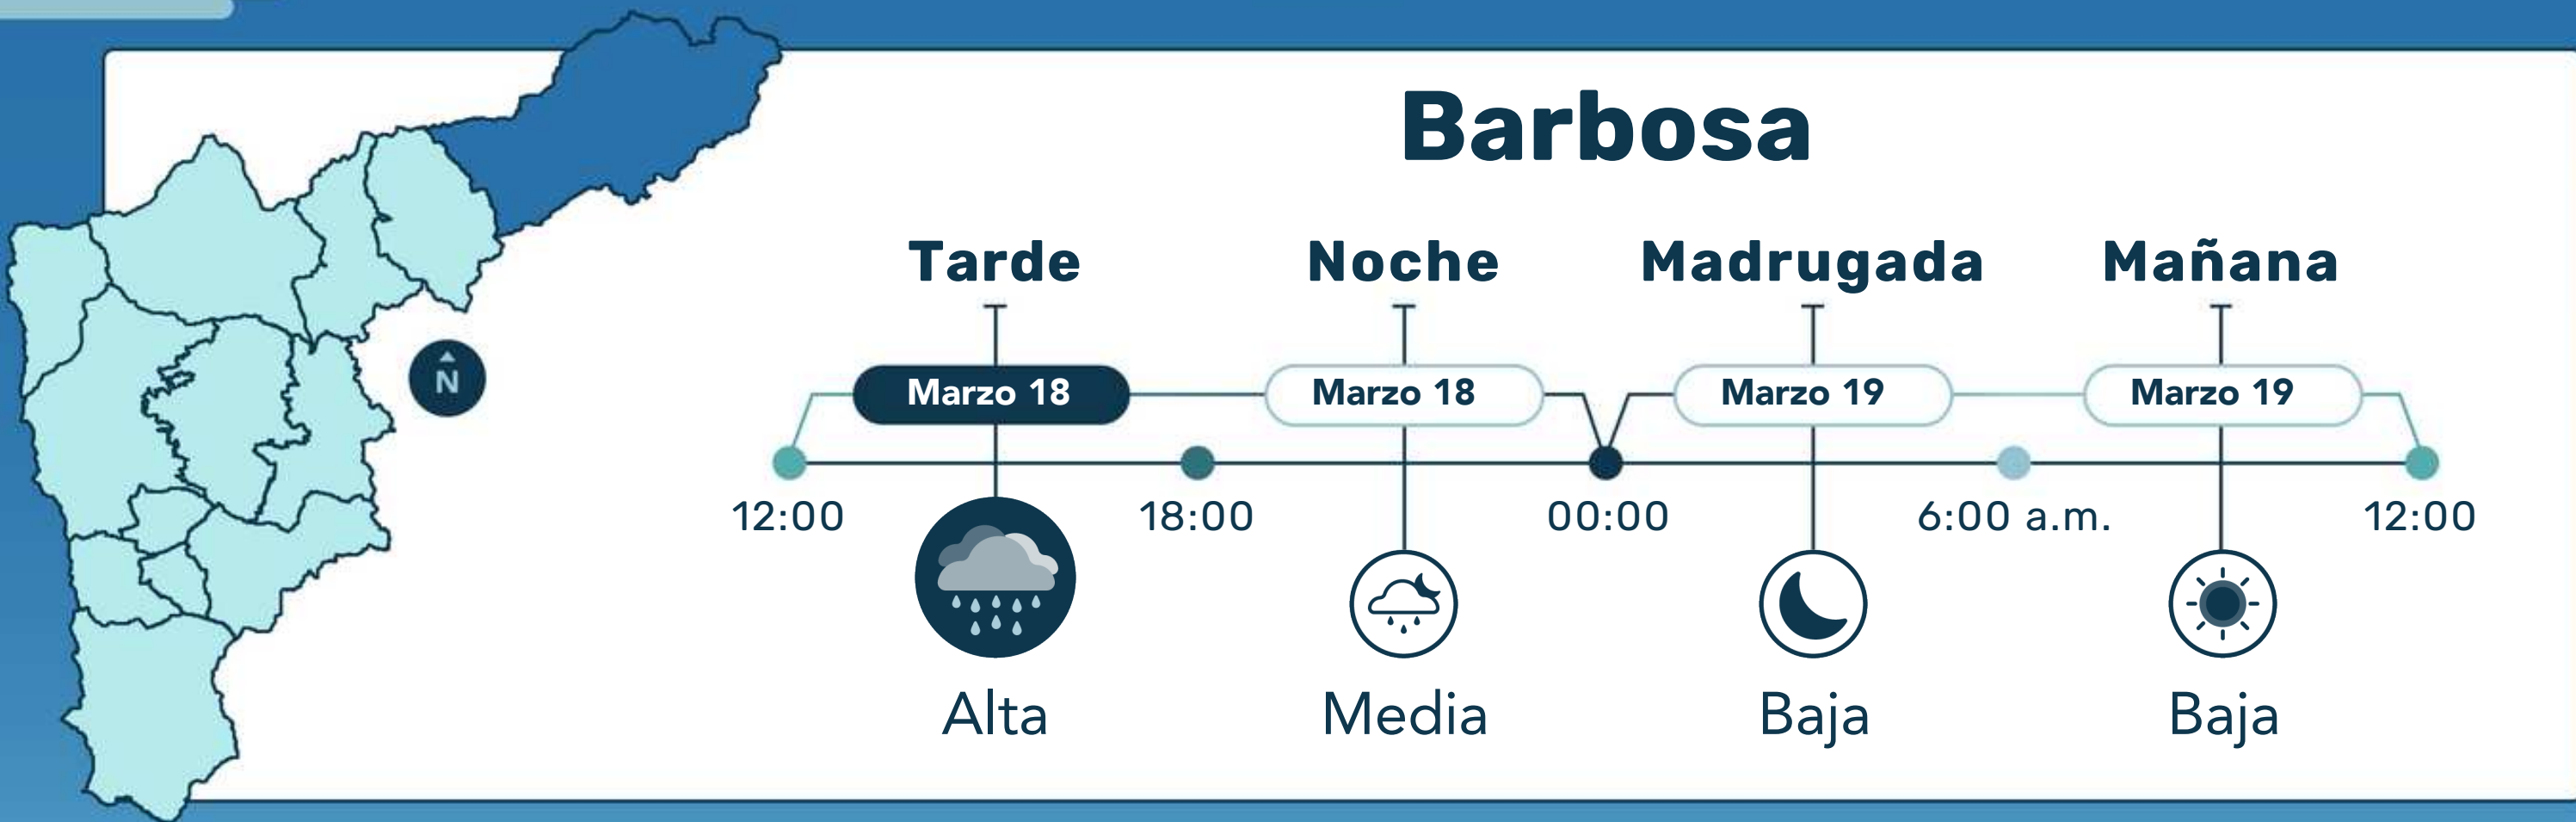 Barbosa
Tarde
Noche
Madrugada
Mañana
Marzo 18
Marzo 18
Marzo 19
Marzo 19
N
12:00
18:00
00:00
6:00 a.m.
12:00
Alta
Media
Baja
Baja